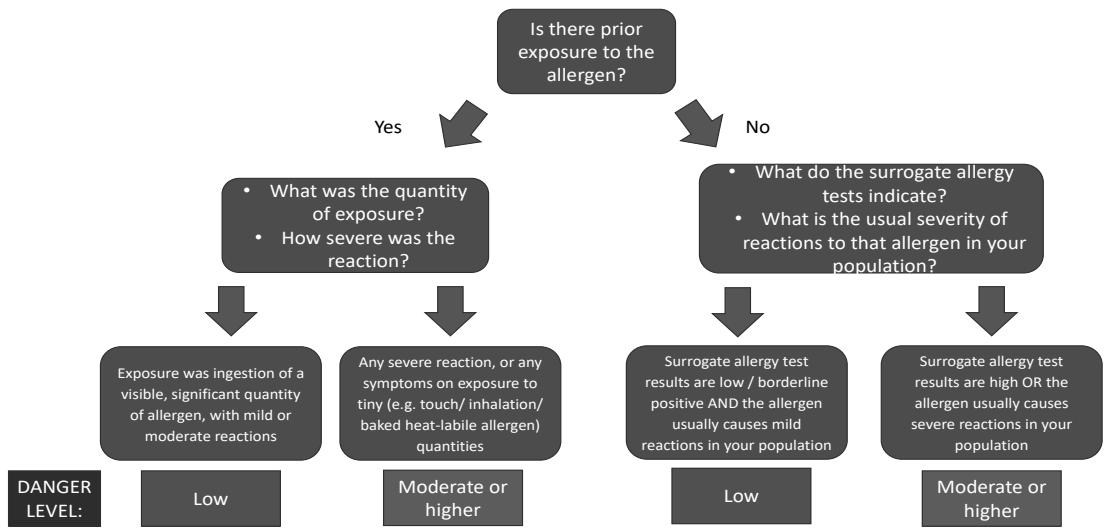 Is there prior
exposure to the
allergen?
Yes
No
• What was the quantity
of exposure?
• How severe was the
reaction?
• What do the surrogate allergy
tests indicate?
• What is the usual severity of
reactions to that allergen in your
population?
Exposure was ingestion of a
visible, significant quantity
of allergen, with mild or
moderate reactions
Any severe reaction, or any
symptoms on exposure to
tiny (e.g. touch/ inhalation/
baked heat-labile allergen)
quantities
Surrogate allergy test
results are low / borderline
positive AND the allergen
usually causes mild
reactions in your population
Surrogate allergy test
results are high OR the
allergen usually causes
severe reactions in your
population
DANGER
LEVEL:
Low
Moderate or
higher
Low
Moderate or
higher